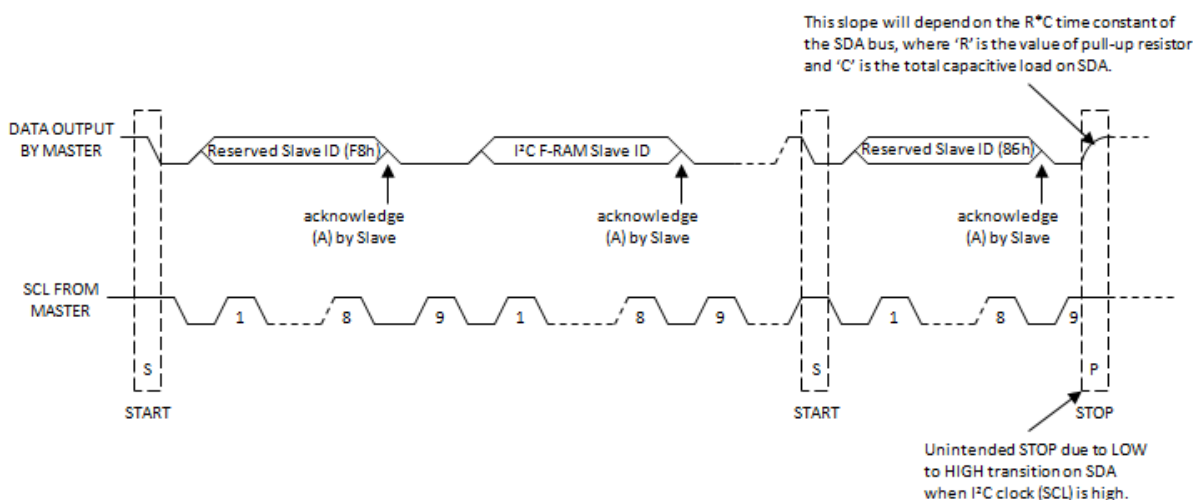 This slope will depend on the R*C time constant of
the SDA bus, where ‘R’ is the value of pull-up resistor
and ‘C’ is the total capacitive load on SDA.
DATA OUTPUT
BY MASTER
Reserved Slave ID (F8h)
I²C F-RAM Slave ID
Reserved Slave ID (86h)
acknowledge
(A) by Slave
acknowledge
(A) by Slave
acknowledge
(A) by Slave
SCL FROM
MASTER
1 8 9 1 8 9 1 8 9
S S P
START START STOP
Unintended STOP due to LOW
to HIGH transition on SDA
when I²C clock (SCL) is high.